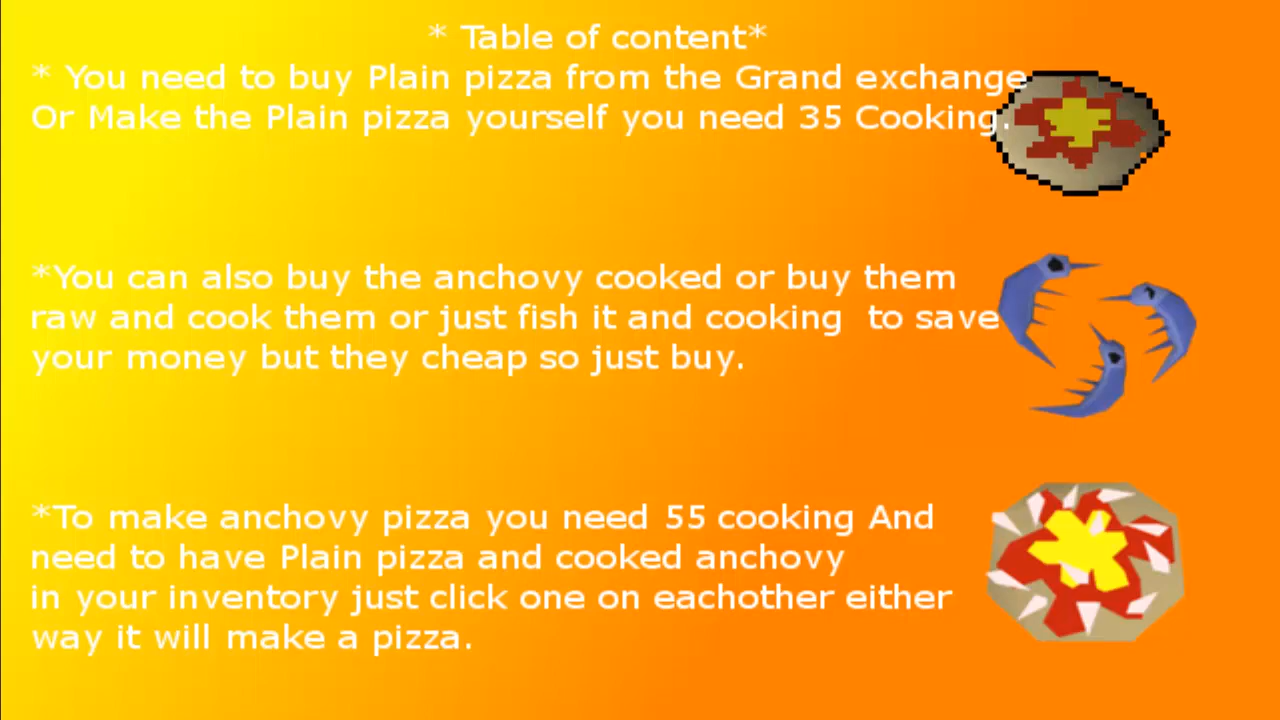 * Table of content*
* You need to buy Plain pizza from the Grand exchange
Or Make the Plain pizza yourself you need 35 Cooking.
*You can also buy the anchovy cooked or buy them
raw and cook them or just fish it and cooking  to save
your money but they cheap so just buy.
*To make anchovy pizza you need 55 cooking And
need to have Plain pizza and cooked anchovy
in your inventory just click one on eachother either
way it will make a pizza.